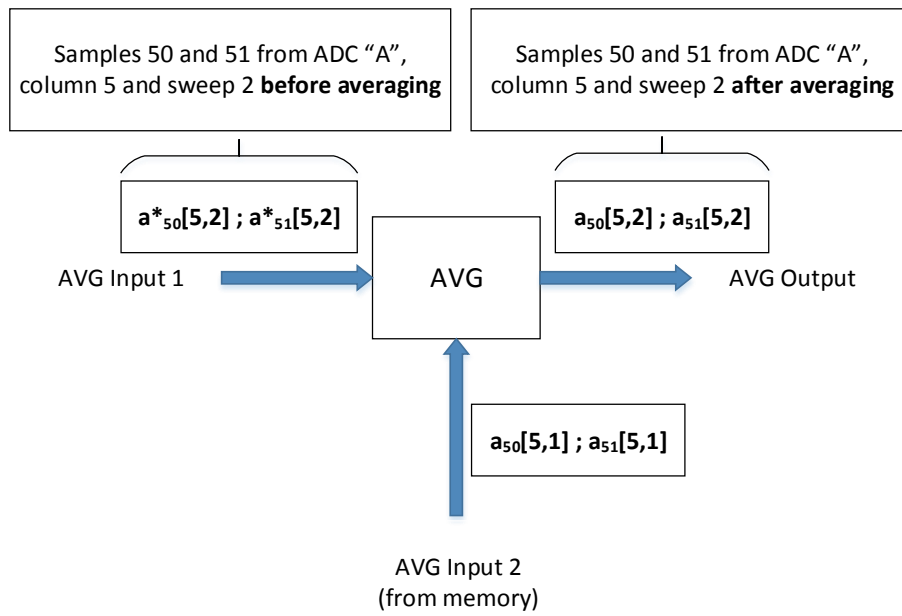 Samples 50 and 51 from ADC “A”,
column 5 and sweep 2 before averaging
Samples 50 and 51 from ADC “A”,
column 5 and sweep 2 after averaging
a*₅₀[5,2] ; a*₅₁[5,2]
a₅₀[5,2] ; a₅₁[5,2]
AVG Input 1
AVG
AVG Output
a₅₀[5,1] ; a₅₁[5,1]
AVG Input 2
(from memory)